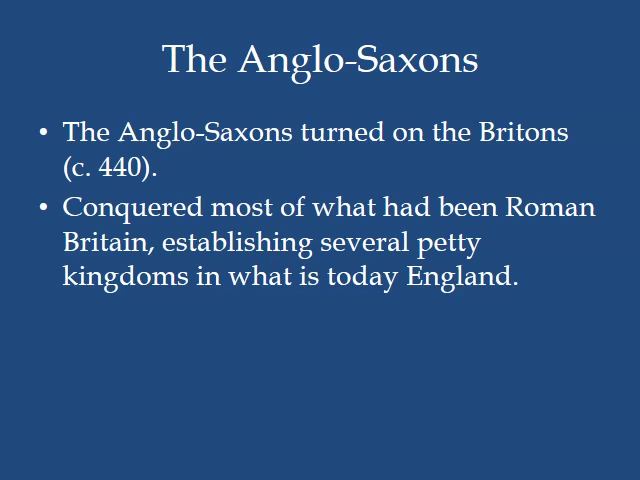 The Anglo-Saxons
• The Anglo-Saxons turned on the Britons
(c. 440).
• Conquered most of what had been Roman
Britain, establishing several petty
kingdoms in what is today England.